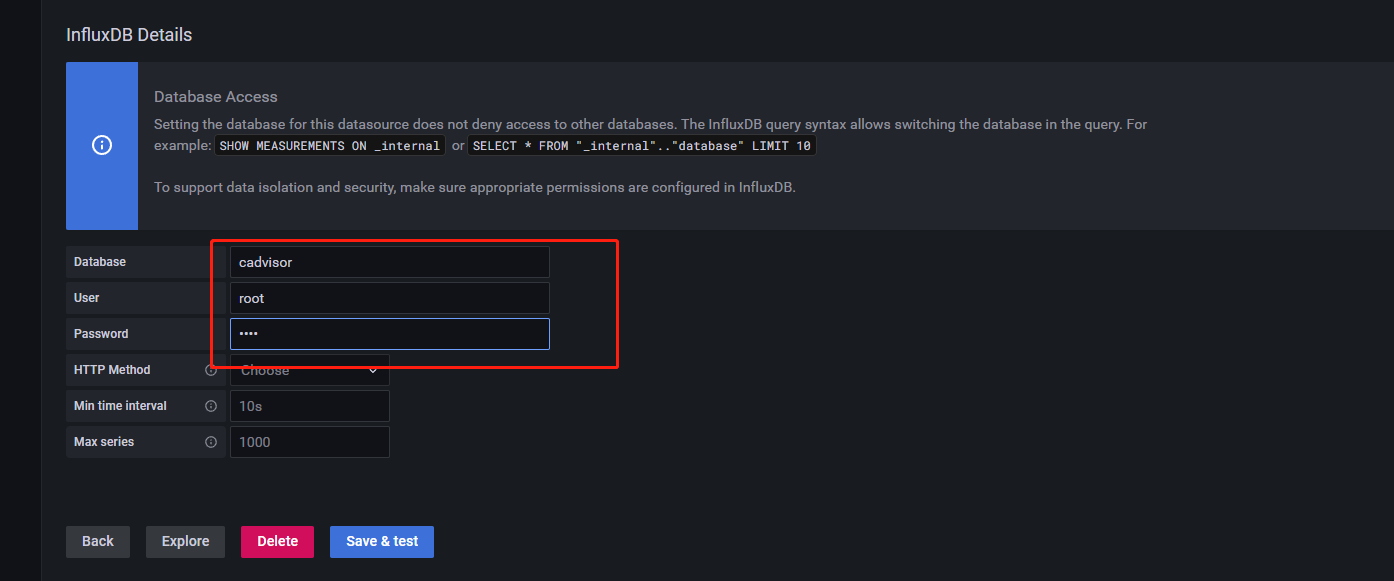 InfluxDB Details
Database Access
Setting the database for this datasource does not deny access to other databases. The InfluxDB query syntax allows switching the database in the query. For
example: SHOW MEASUREMENTS ON _internal or SELECT * FROM "_internal".."database" LIMIT 10
To support data isolation and security, make sure appropriate permissions are configured in InfluxDB.
Database cadvisor
User root
Password ••••
HTTP Method Choose
Min time interval 10s
Max series 1000
Back Explore Delete Save & test